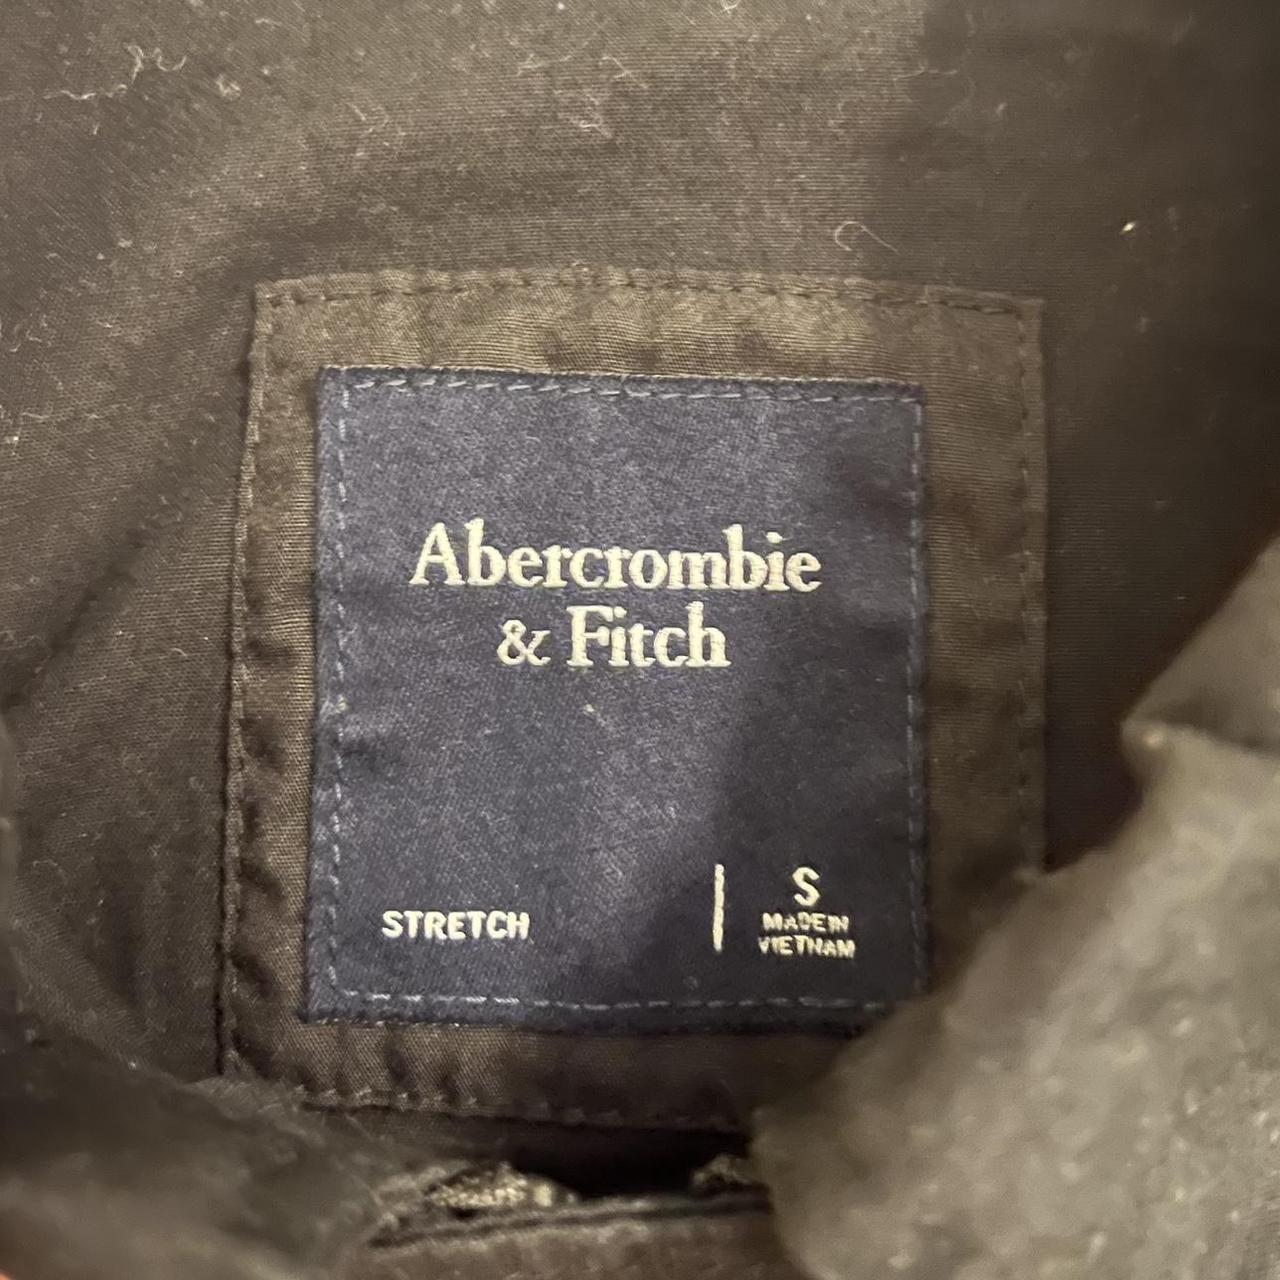 Abercrombie
& Fitch
STRETCH
S
MADE IN
VIETNAM